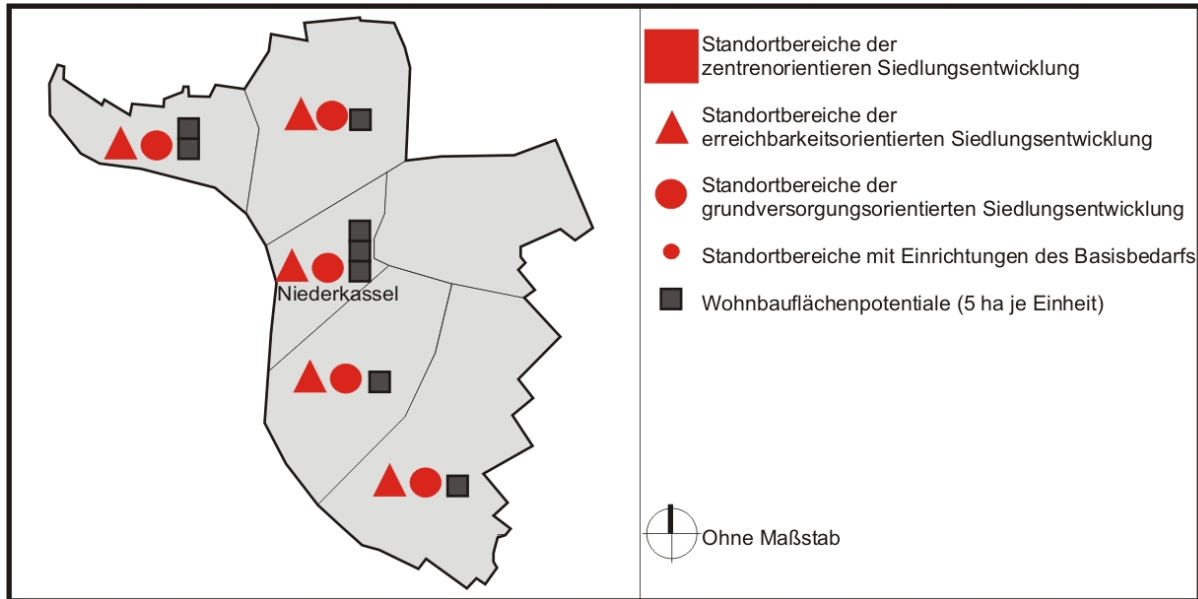 Niederkassel
Standortbereiche der
zentrenorientieren Siedlungsentwicklung
Standortbereiche der
erreichbarkeitsorientierten Siedlungsentwicklung
Standortbereiche der
grundversorgungsorientierten Siedlungsentwicklung
Standortbereiche mit Einrichtungen des Basisbedarfs
Wohnbauflächenpotentiale (5 ha je Einheit)
Ohne Maßstab